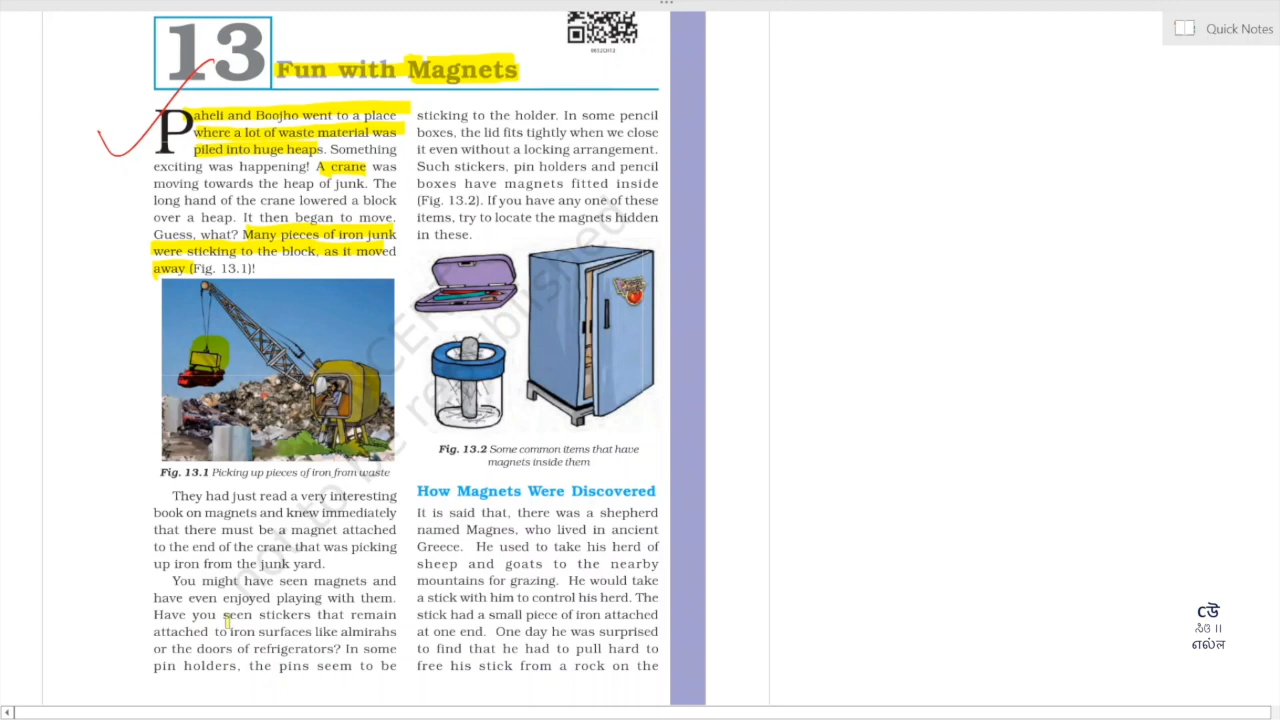 13
Fun with Magnets
Paheli and Boojho went to a place
where a lot of waste material was
piled into huge heaps. Something
exciting was happening! A crane was
moving towards the heap of junk. The
long hand of the crane lowered a block
over a heap. It then began to move.
Guess, what? Many pieces of iron junk
were sticking to the block, as it moved
away (Fig. 13.1)!
Fig. 13.1 Picking up pieces of iron from waste
They had just read a very interesting
book on magnets and knew immediately
that there must be a magnet attached
to the end of the crane that was picking
up iron from the junk yard.
You might have seen magnets and
have even enjoyed playing with them.
Have you seen stickers that remain
attached to iron surfaces like almirahs
or the doors of refrigerators? In some
pin holders, the pins seem to be
sticking to the holder. In some pencil
boxes, the lid fits tightly when we close
it even without a locking arrangement.
Such stickers, pin holders and pencil
boxes have magnets fitted inside
(Fig. 13.2). If you have any one of these
items, try to locate the magnets hidden
in these.
Fig. 13.2 Some common items that have
magnets inside them
How Magnets Were Discovered
It is said that, there was a shepherd
named Magnes, who lived in ancient
Greece. He used to take his herd of
sheep and goats to the nearby
mountains for grazing. He would take
a stick with him to control his herd. The
stick had a small piece of iron attached
at one end. One day he was surprised
to find that he had to pull hard to
free his stick from a rock on the
Quick Notes